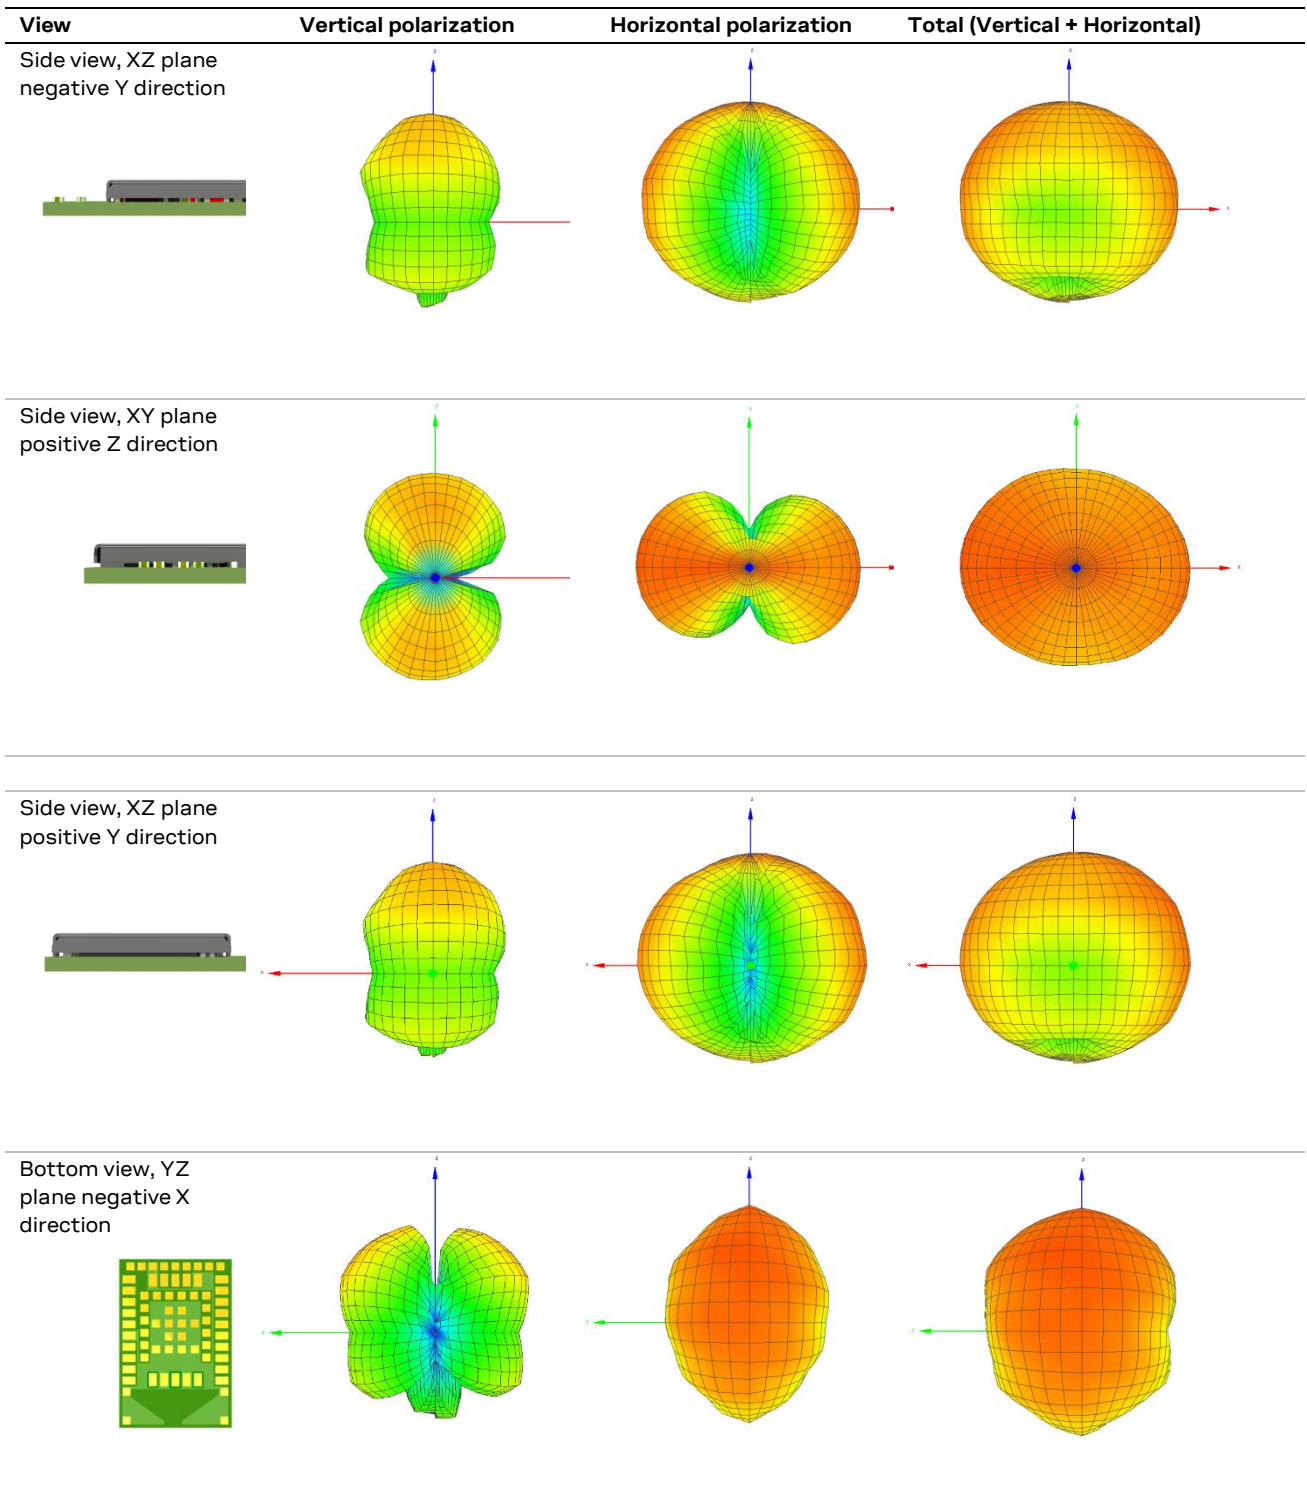 View Vertical polarization Horizontal polarization Total (Vertical + Horizontal)
Side view, XZ plane
negative Y direction
Side view, XY plane
positive Z direction
Side view, XZ plane
positive Y direction
Bottom view, YZ
plane negative X
direction